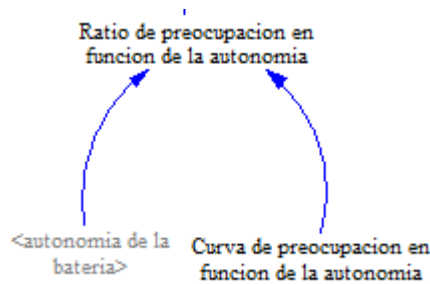 Ratio de preocupacion en
funcion de la autonomia
<autonomia de la
bateria>
Curva de preocupacion en
funcion de la autonomia